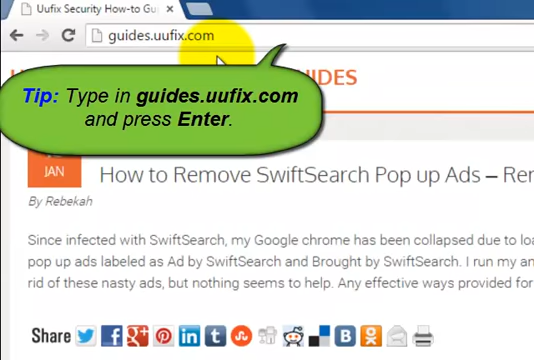 Uufix Security How-to Gu
guides.uufix.com
GUIDES
Tip: Type in guides.uufix.com
and press Enter.
JAN
How to Remove SwiftSearch Pop up Ads – Rer
By Rebekah
Since infected with SwiftSearch, my Google chrome has been collapsed due to loa
pop up ads labeled as Ad by SwiftSearch and Brought by SwiftSearch. I run my an
rid of these nasty ads, but nothing seems to help. Any effective ways provided for
Share